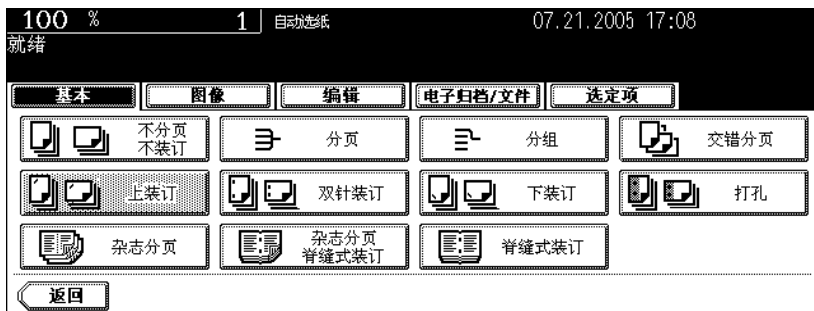 100 % 1 自动选纸 07.21.2005 17:08
就绪
基本 图像 编辑 电子归档/文件 选定项
不分页 不装订 分页 分组 交错分页
上装订 双针装订 下装订 打孔
杂志分页 杂志分页 脊缝式装订 脊缝式装订
返回